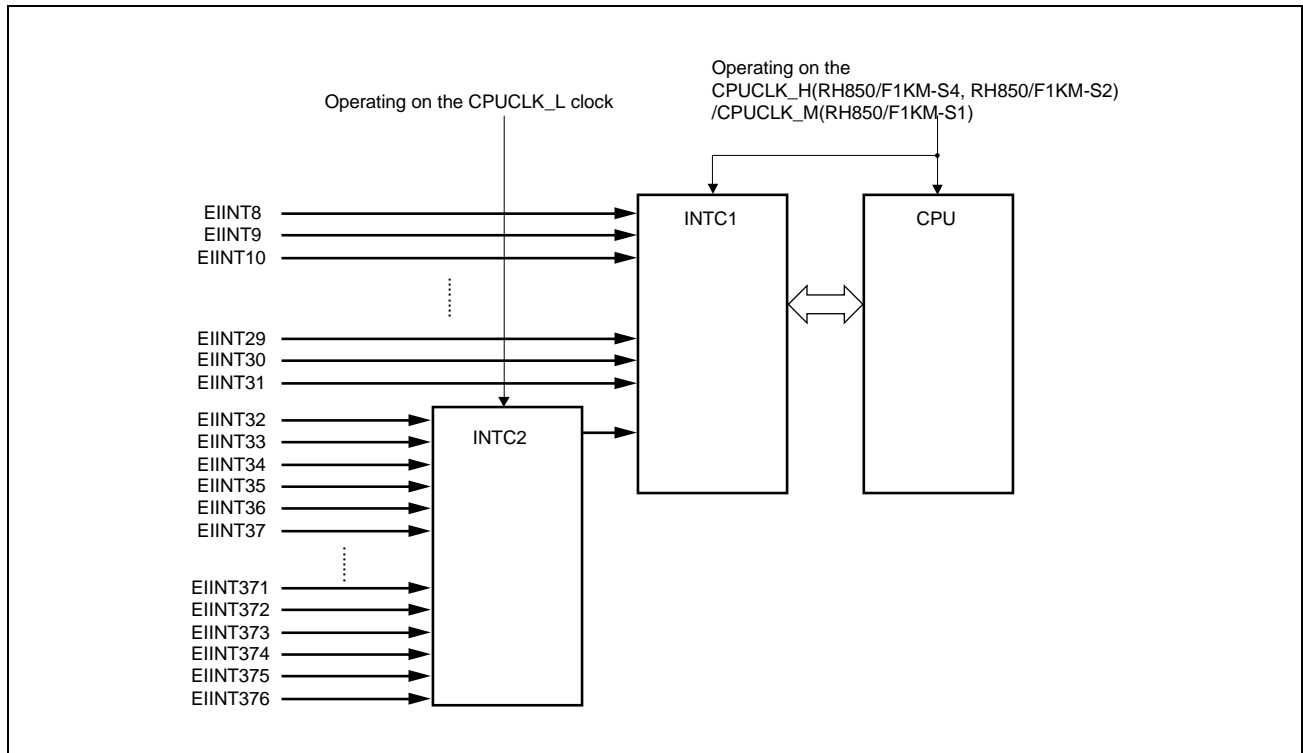 Operating on the
CPUCLK_H(RH850/F1KM-S4, RH850/F1KM-S2)
/CPUCLK_M(RH850/F1KM-S1)
Operating on the CPUCLK_L clock
EIINT8
EIINT9
EIINT10
INTC1
CPU
EIINT29
EIINT30
EIINT31
EIINT32
EIINT33
EIINT34
EIINT35
EIINT36
EIINT37
INTC2
EIINT371
EIINT372
EIINT373
EIINT374
EIINT375
EIINT376